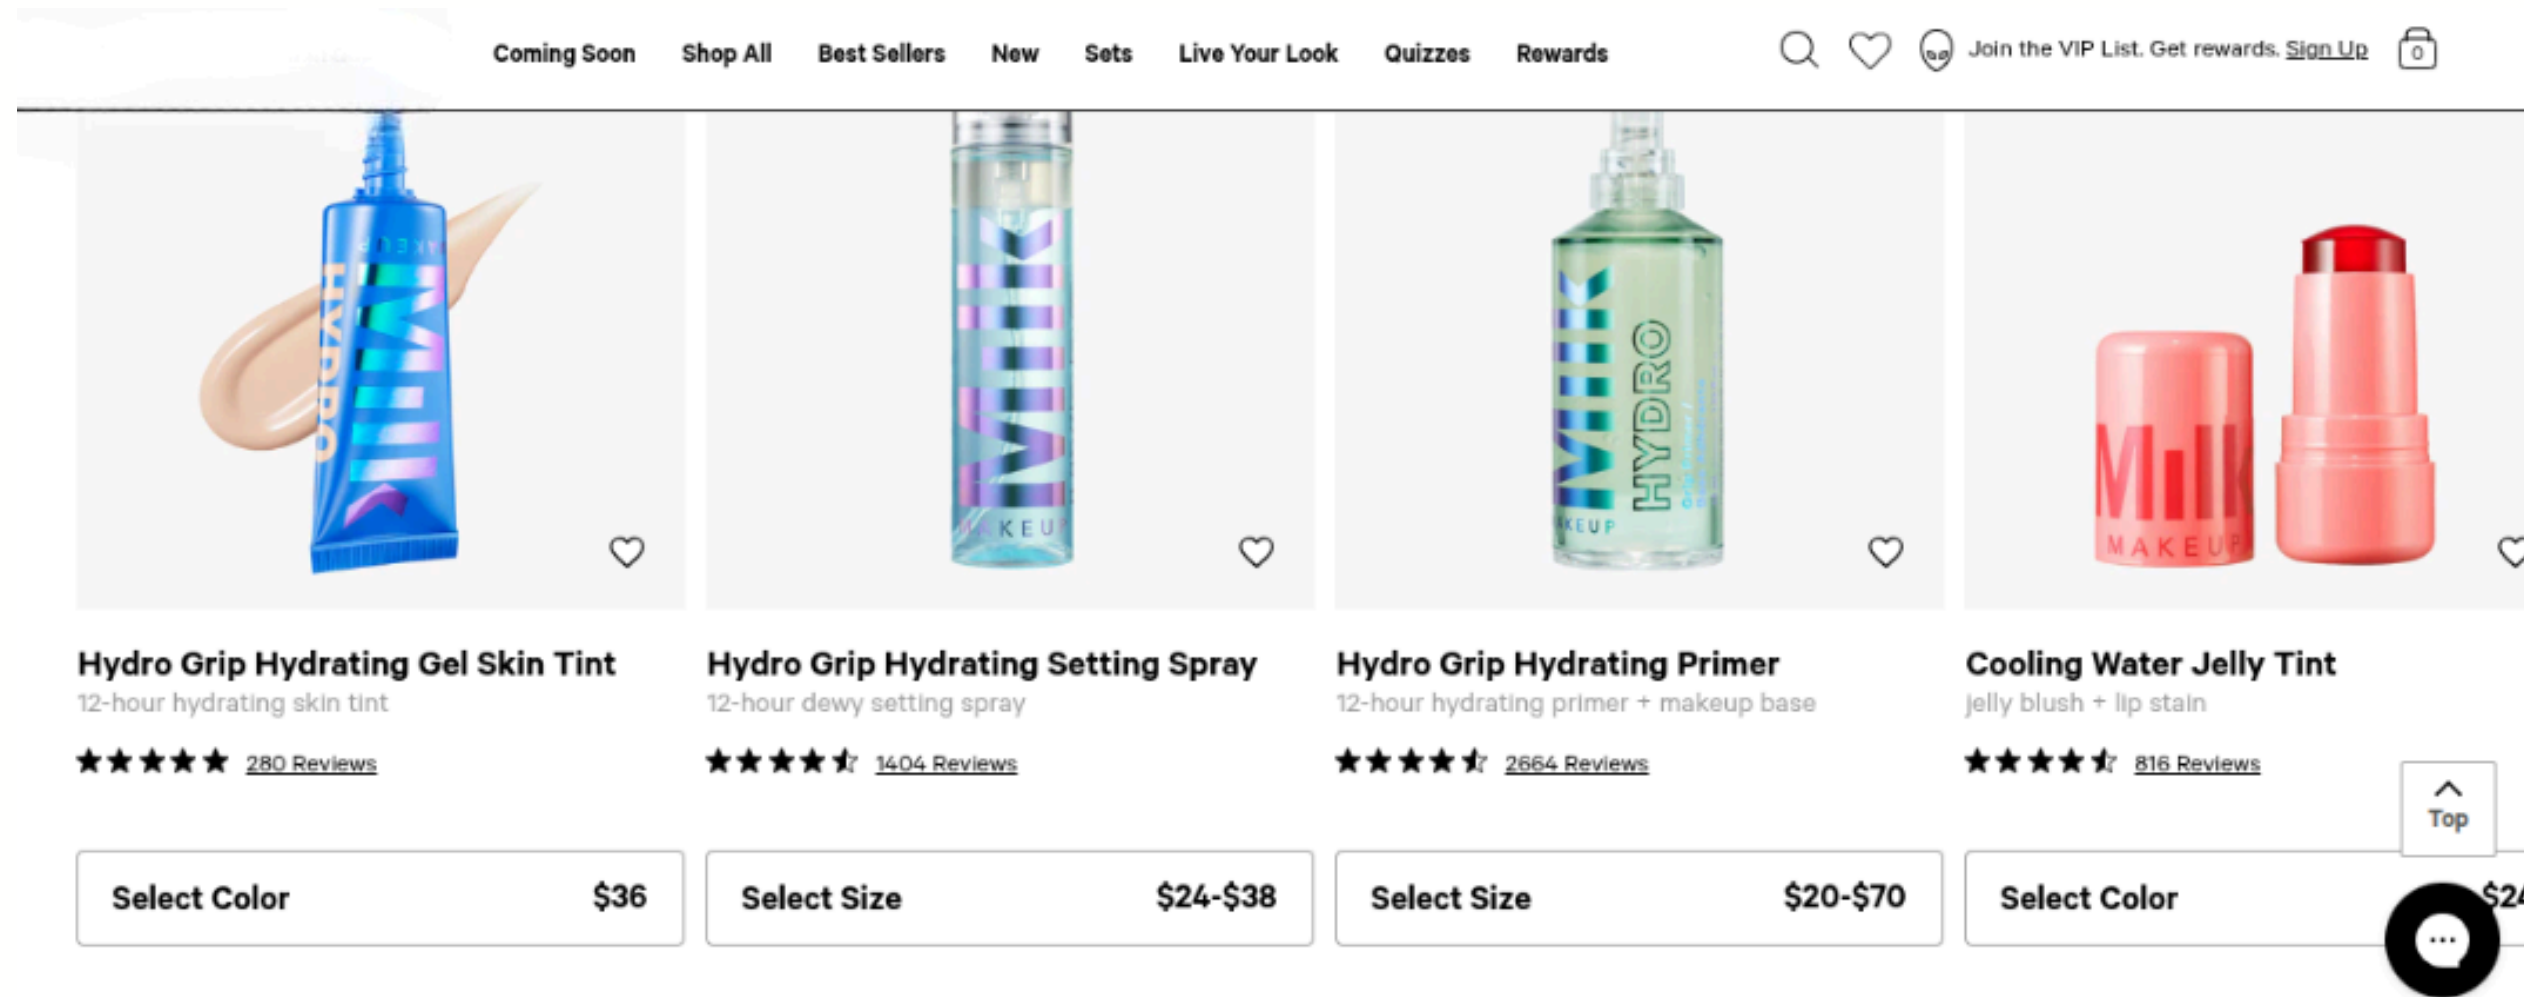 Coming Soon Shop All Best Sellers New Sets Live Your Look Quizzes Rewards Join the VIP List. Get rewards. Sign Up 0
MAKEUP
Milk
HYDRO
Milk
MAKEUP
Milk
HYDRO
Grip Primer /
MAKEUP
Milk
MAKEUP
Hydro Grip Hydrating Gel Skin Tint
12-hour hydrating skin tint
280 Reviews
Select Color $36
Hydro Grip Hydrating Setting Spray
12-hour dewy setting spray
1404 Reviews
Select Size $24-$38
Hydro Grip Hydrating Primer
12-hour hydrating primer + makeup base
2664 Reviews
Select Size $20-$70
Cooling Water Jelly Tint
jelly blush + lip stain
816 Reviews
Select Color $24
Top